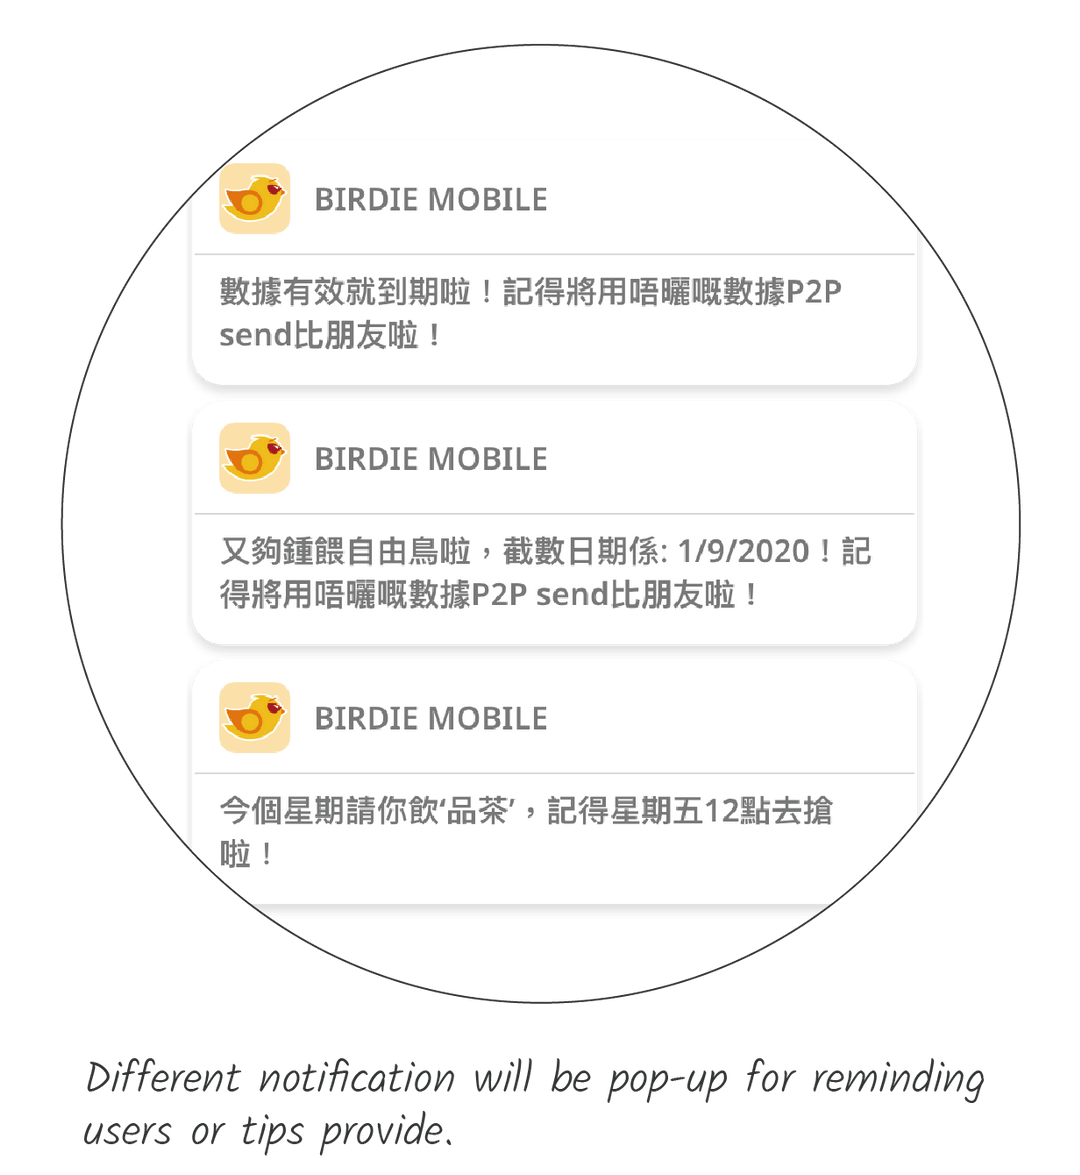 BIRDIE MOBILE
數據有效就到期啦！記得將用唔曬嘅數據P2P
send比朋友啦！
BIRDIE MOBILE
又夠鍾餵自由鳥啦，截數日期係: 1/9/2020！記
得將用唔曬嘅數據P2P send比朋友啦！
BIRDIE MOBILE
今個星期請你飲‘品茶’，記得星期五12點去搶
啦！
Different notification will be pop-up for reminding
users or tips provide.